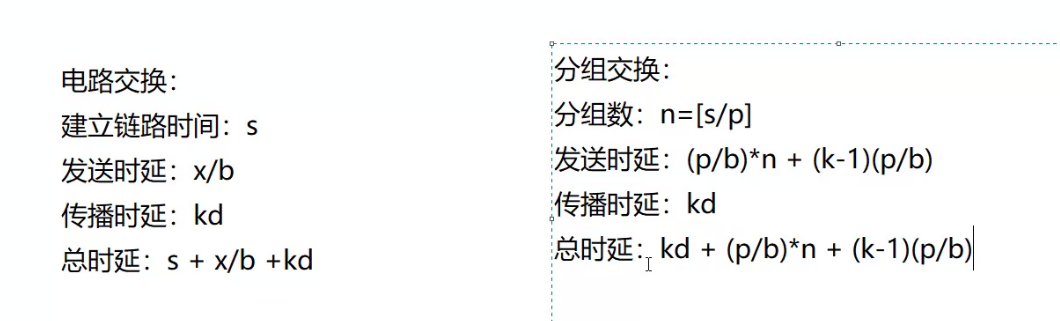 电路交换：
建立链路时间：s
发送时延：x/b
传播时延：kd
总时延：s + x/b +kd
分组交换：
分组数：n=[s/p]
发送时延：(p/b)*n + (k-1)(p/b)
传播时延：kd
总时延：kd + (p/b)*n + (k-1)(p/b)